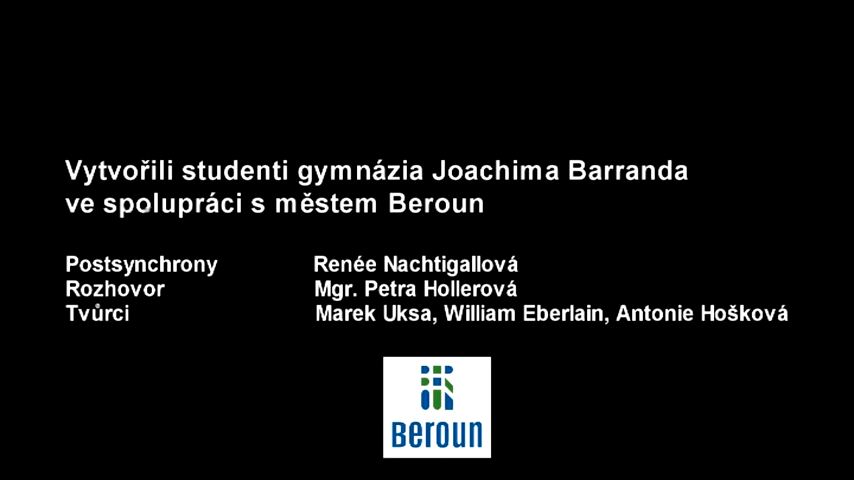 Vytvořili studenti gymnázia Joachima Barranda
ve spolupráci s městem Beroun
Postsynchrony Renée Nachtigallová
Rozhovor Mgr. Petra Hollerová
Tvůrci Marek Uksa, William Eberlain, Antonie Hošková
Beroun